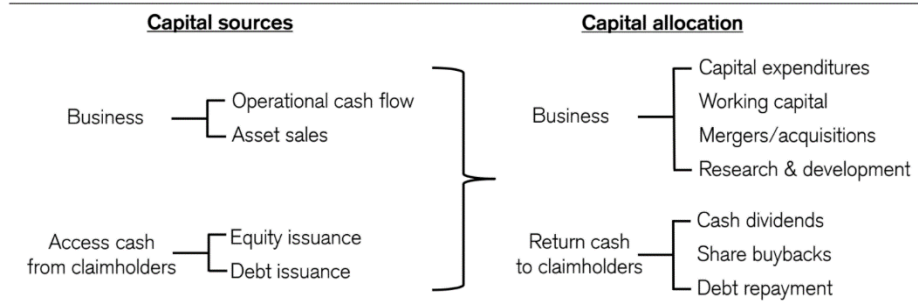 Capital sources
Business
Operational cash flow
Asset sales
Access cash
from claimholders
Equity issuance
Debt issuance
Capital allocation
Business
Capital expenditures
Working capital
Mergers/acquisitions
Research & development
Return cash
to claimholders
Cash dividends
Share buybacks
Debt repayment